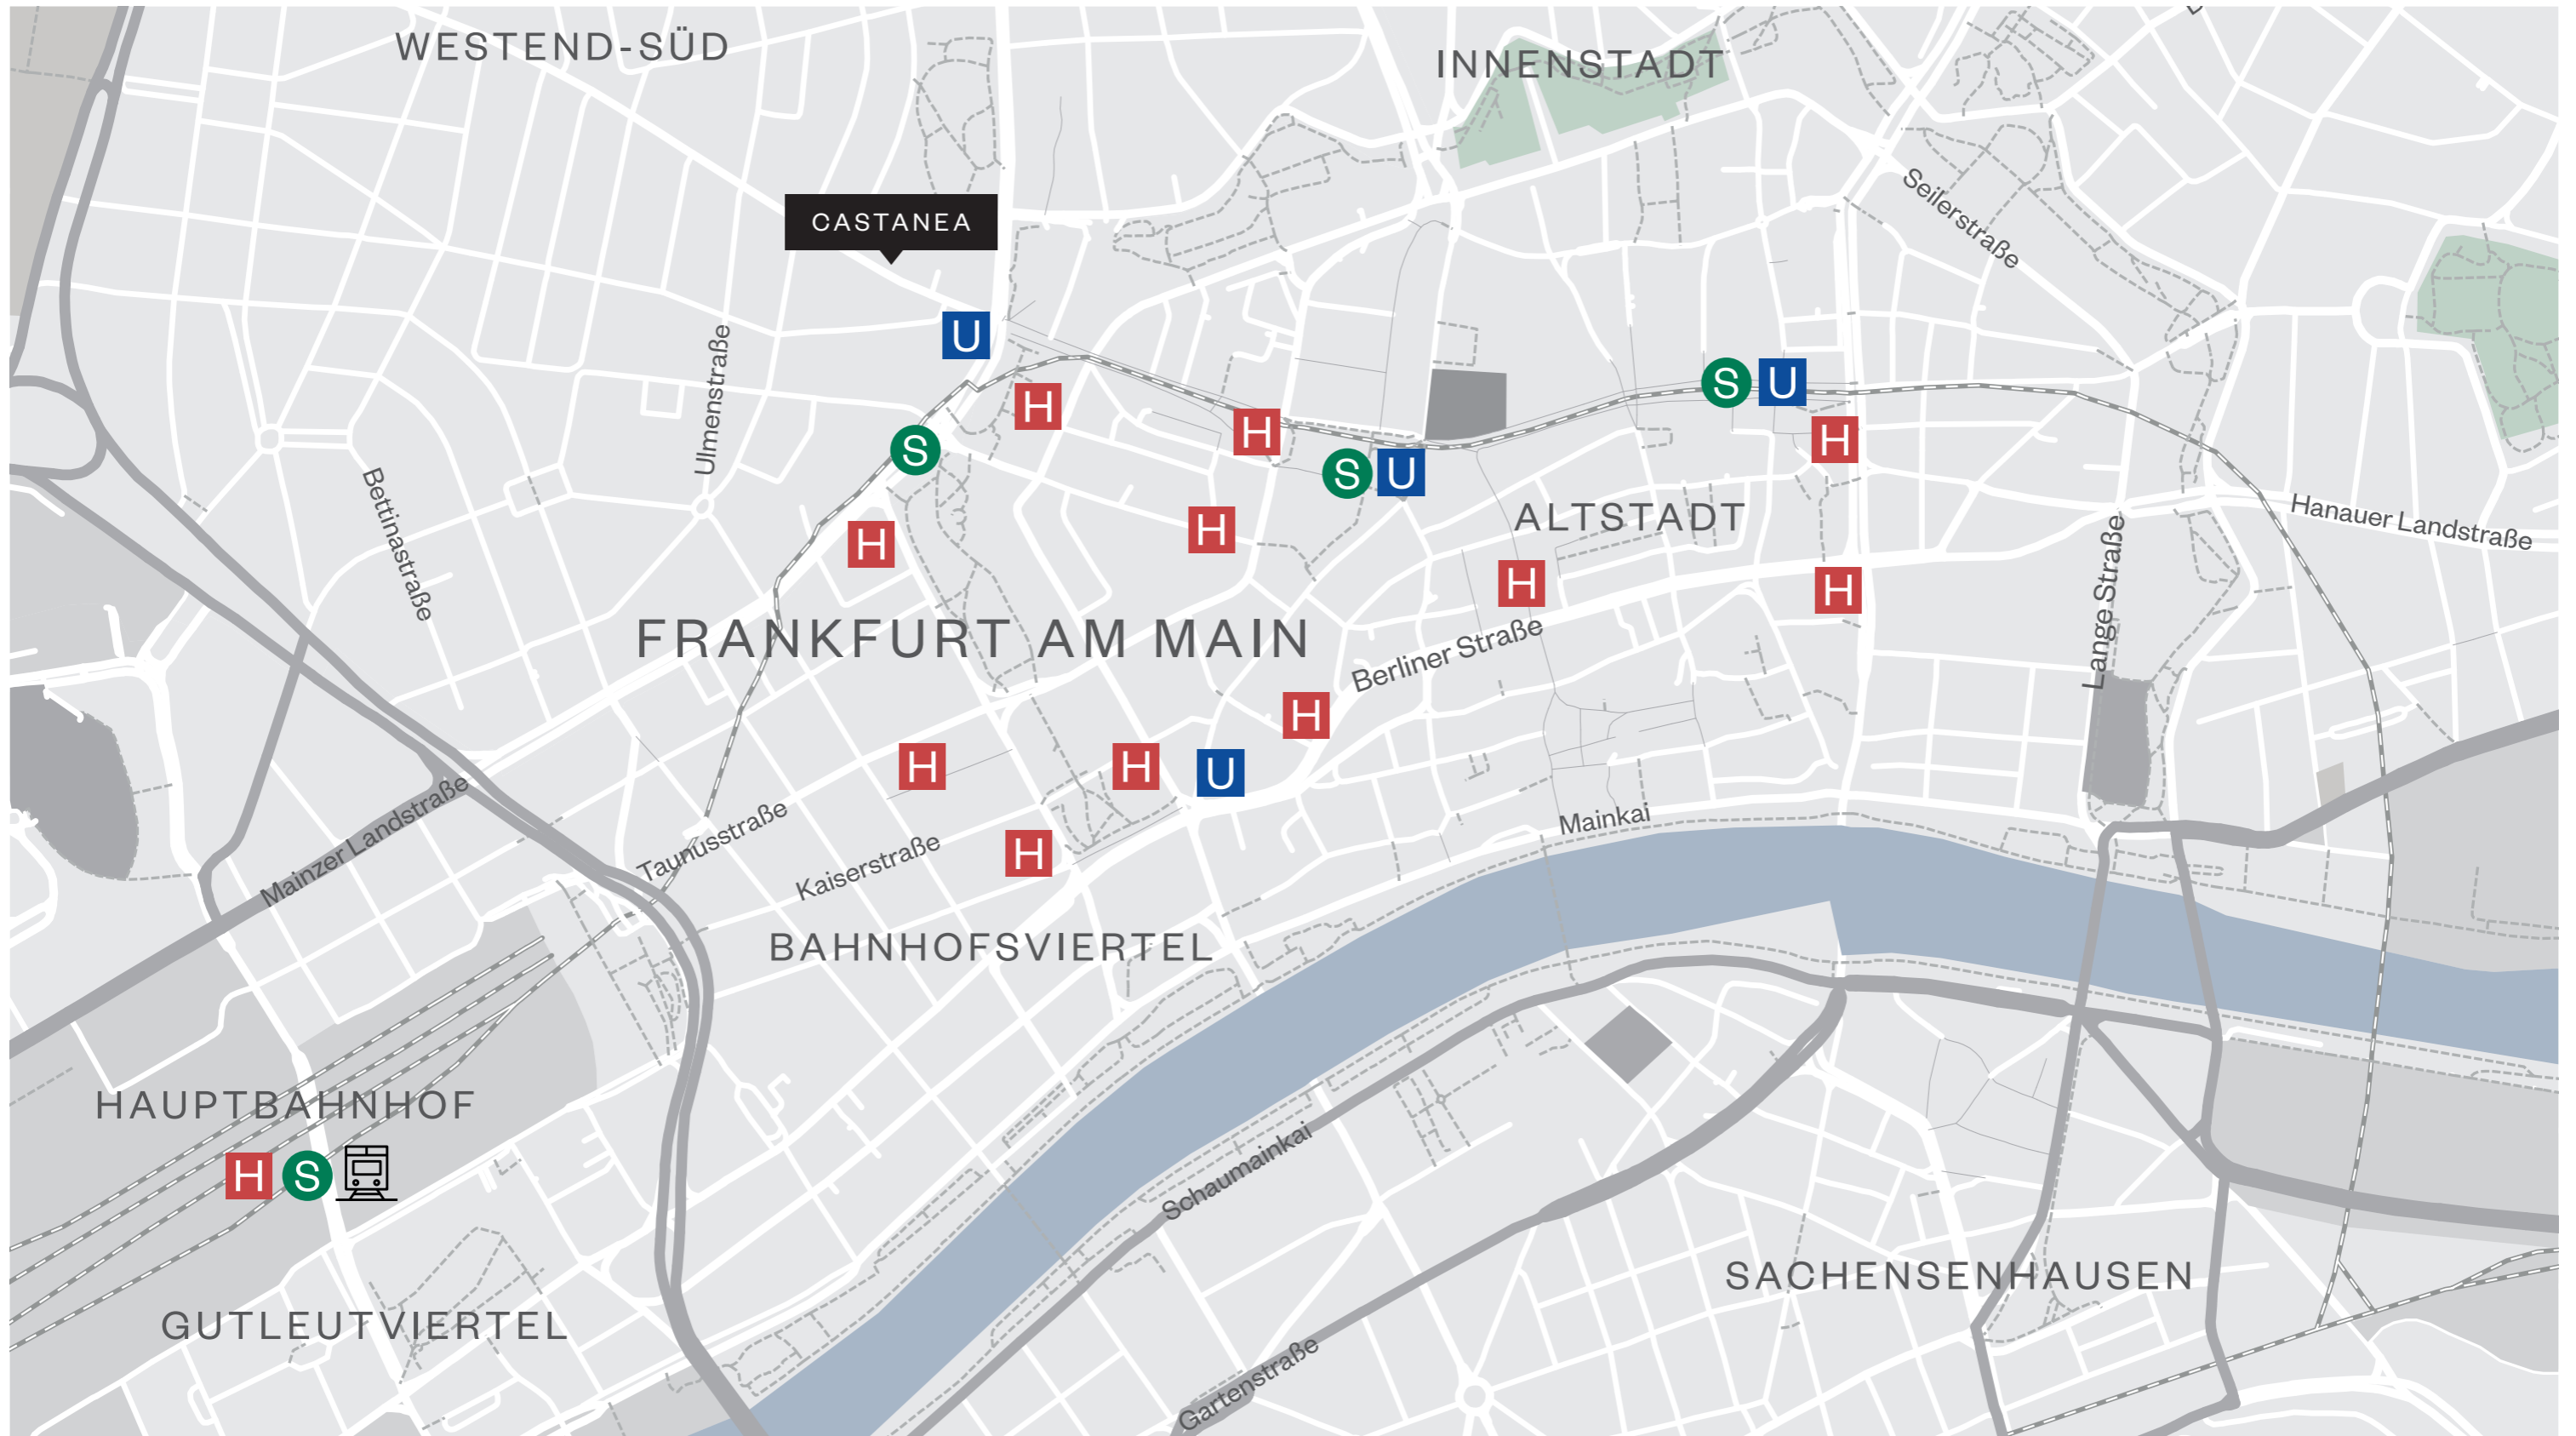 WESTEND-SÜD
INNENSTADT
CASTANEA
Seilerstraße
U
Ulmenstraße
H
S
U
H
H
S
S
U
Bettinastraße
ALTSTADT
Hanauer Landstraße
H
H
H
H
Lange Straße
FRANKFURT AM MAIN
Berliner Straße
H
H
H
U
Mainzer Landstraße
Taunusstraße
Kaiserstraße
H
Mainkai
BAHNHOFSVIERTEL
HAUPTBAHNHOF
H S
Schaumainkai
SACHENSENHAUSEN
GUTLEUTVIERTEL
Gartenstraße